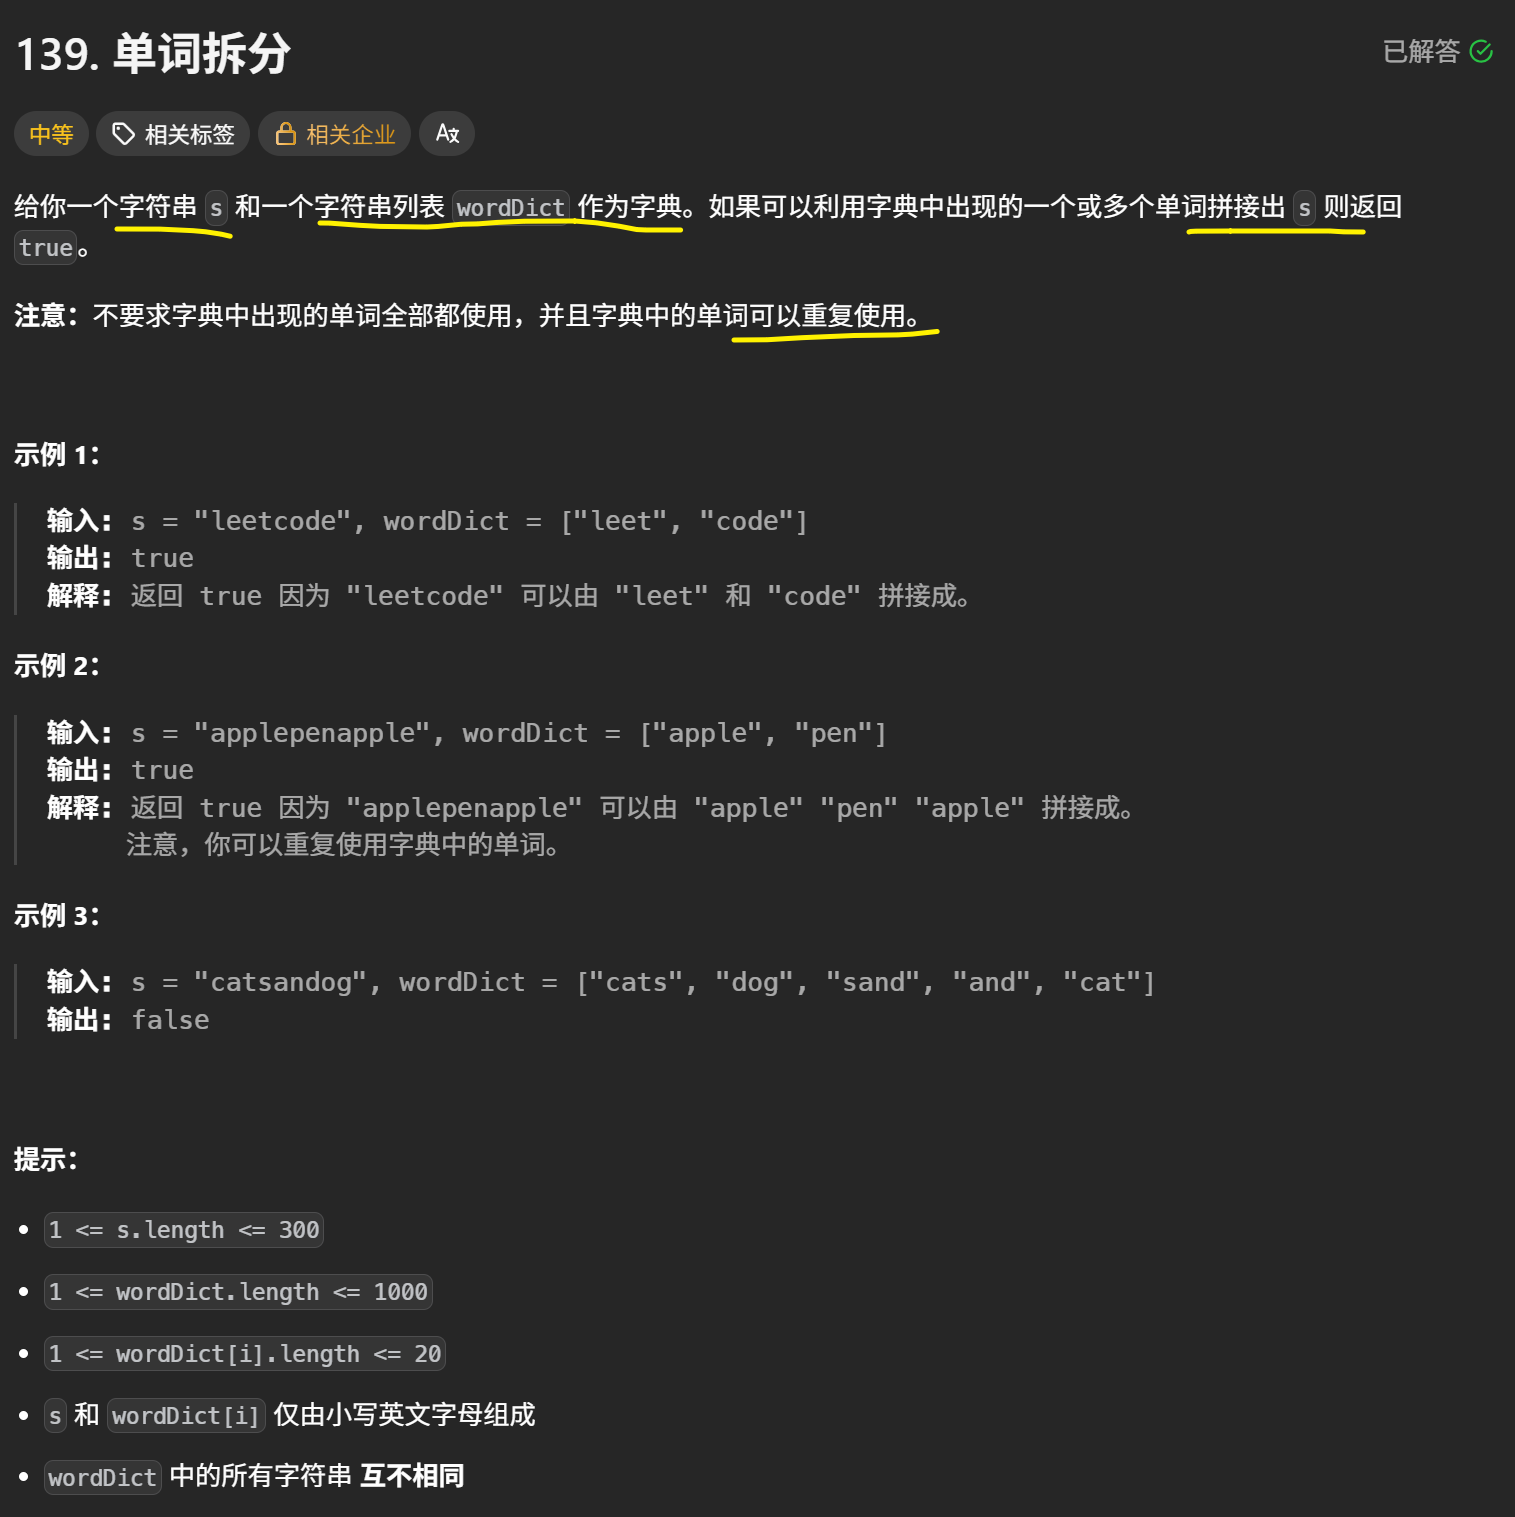 139. 单词拆分
已解答
中等
相关标签
相关企业
给你一个字符串 s 和一个字符串列表 wordDict 作为字典。如果可以利用字典中出现的一个或多个单词拼接出 s 则返回
true。
注意：不要求字典中出现的单词全部都使用，并且字典中的单词可以重复使用。
示例 1：
输入: s = "leetcode", wordDict = ["leet", "code"]
输出: true
解释: 返回 true 因为 "leetcode" 可以由 "leet" 和 "code" 拼接成。
示例 2：
输入: s = "applepenapple", wordDict = ["apple", "pen"]
输出: true
解释: 返回 true 因为 "applepenapple" 可以由 "apple" "pen" "apple" 拼接成。
注意，你可以重复使用字典中的单词。
示例 3：
输入: s = "catsandog", wordDict = ["cats", "dog", "sand", "and", "cat"]
输出: false
提示：
1 <= s.length <= 300
1 <= wordDict.length <= 1000
1 <= wordDict[i].length <= 20
s 和 wordDict[i] 仅由小写英文字母组成
wordDict 中的所有字符串 互不相同